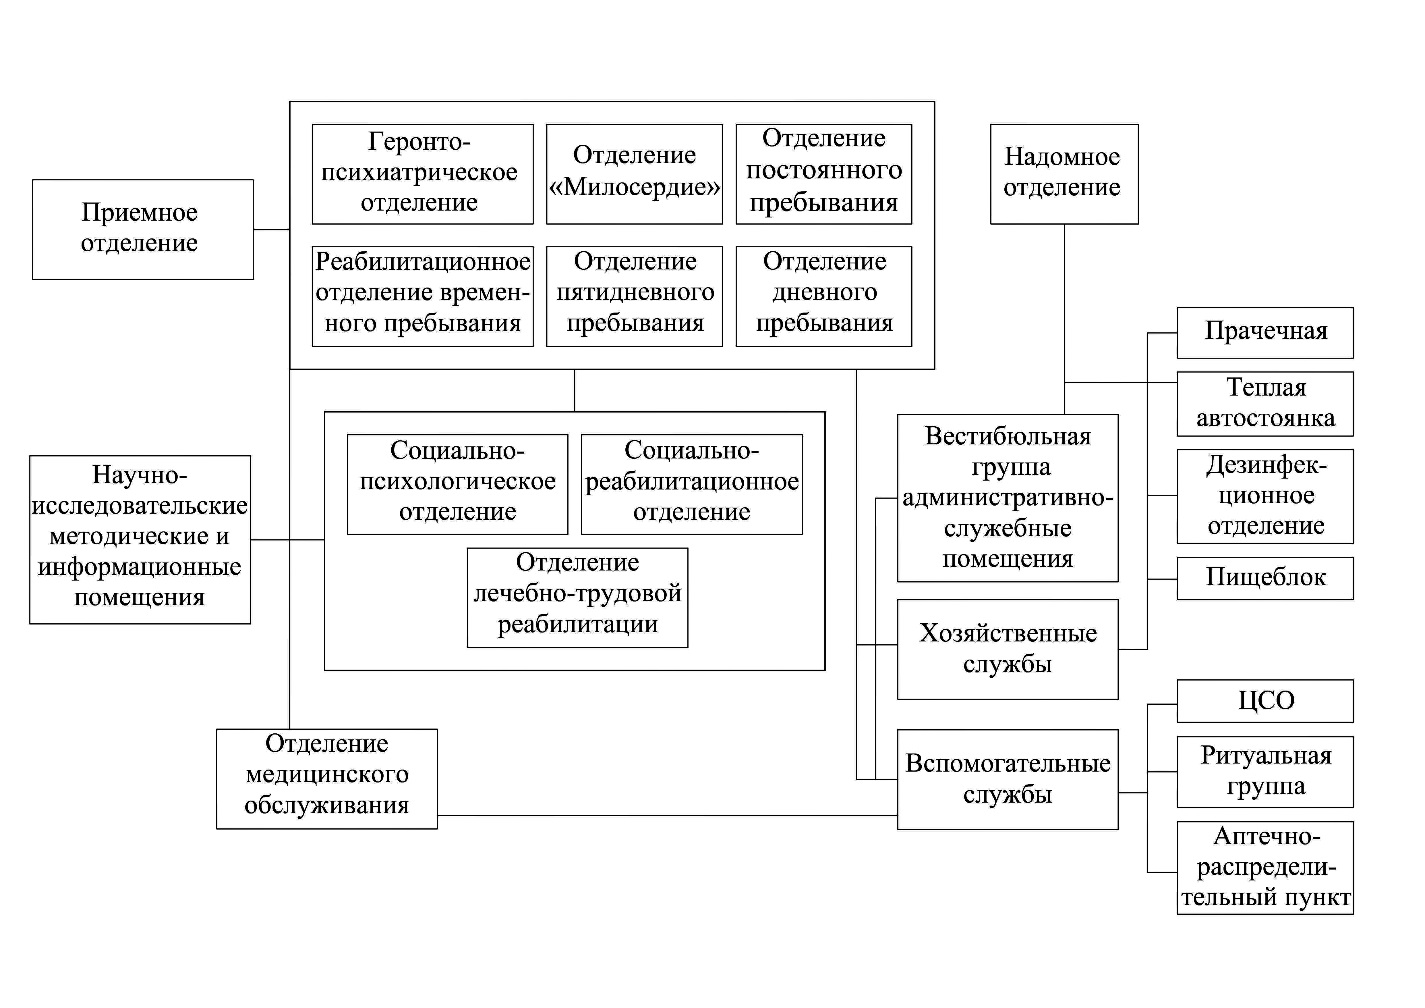 Геронто-
психиатрическое
отделение
Отделение
«Милосердие»
Отделение
постоянного
пребывания
Надомное
отделение
Приемное
отделение
Реабилитационное
отделение времен-
ного пребывания
Отделение
пятидневного
пребывания
Отделение
дневного
пребывания
Прачечная
Теплая
автостоянка
Научно-
исследовательские
методические и
информационные
помещения
Социально-
психологическое
отделение
Социально-
реабилитационное
отделение
Отделение
лечебно-трудовой
реабилитации
Вестибюльная
группа
административно-
служебные
помещения
Дезинфек-
ционное
отделение
Пищеблок
Хозяйственные
службы
ЦСО
Отделение
медицинского
обслуживания
Вспомогательные
службы
Ритуальная
группа
Аптечно-
распредели-
тельный пункт